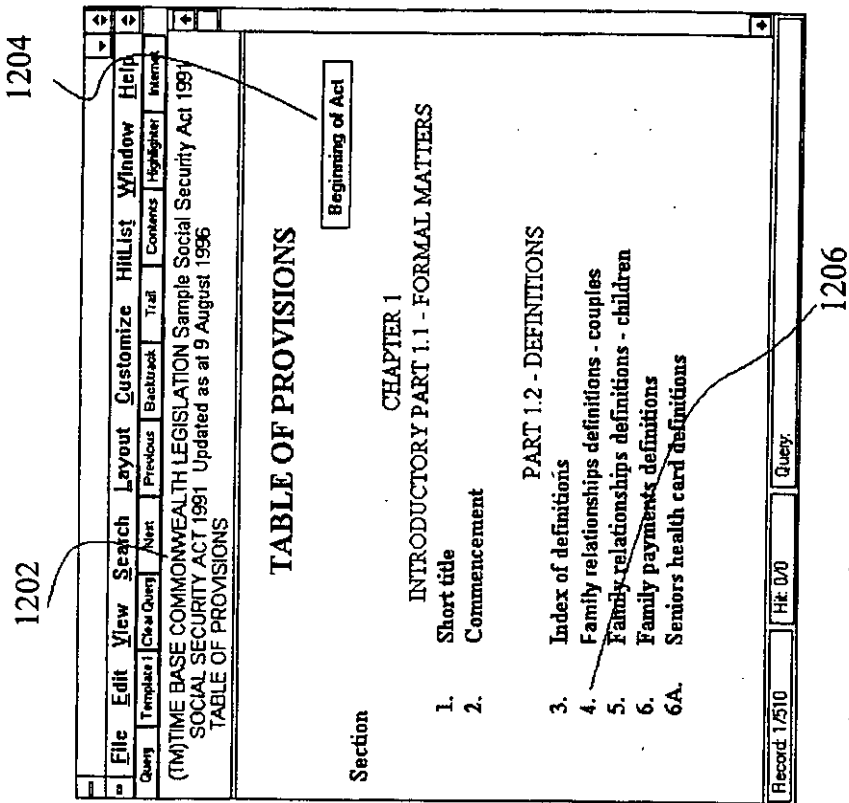 1202
1204
File Edit View Search Layout Customize HitList Window Help
Query Template 1 Clear Query Next Previous Backtrack Trail Contents Highlighter Internet
(TM)TIME BASE COMMONWEALTH LEGISLATION Sample Social Security Act 1991
SOCIAL SECURITY ACT 1991 Updated as at 9 August 1996
TABLE OF PROVISIONS
TABLE OF PROVISIONS
Beginning of Act
CHAPTER 1
INTRODUCTORY PART 1.1 - FORMAL MATTERS
Section
1. Short title
2. Commencement
PART 1.2 - DEFINITIONS
3. Index of definitions
4. Family relationships definitions - couples
5. Family relationships definitions - children
6. Family payments definitions
6A. Seniors health card definitions
Record: 1/510 Hit: 0/0 Query:
1206